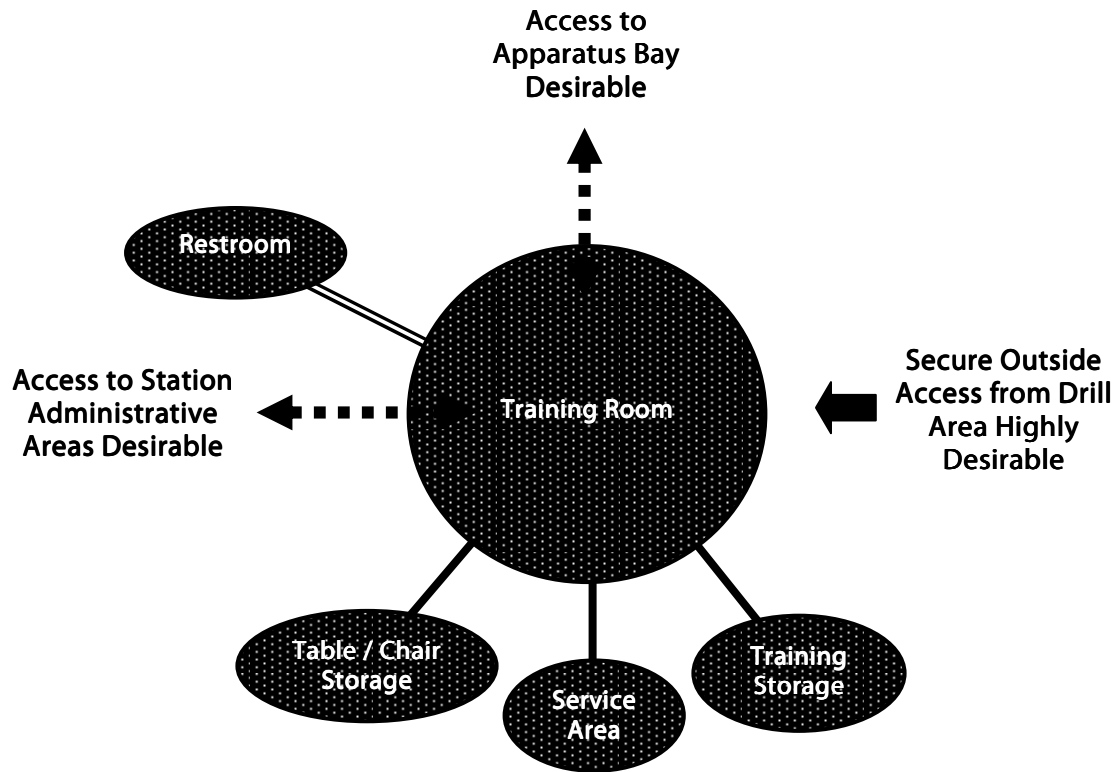 Access to
Apparatus Bay
Desirable
Restroom
Access to Station
Administrative
Areas Desirable
Training Room
Secure Outside
Access from Drill
Area Highly
Desirable
Table / Chair
Storage
Service
Area
Training
Storage